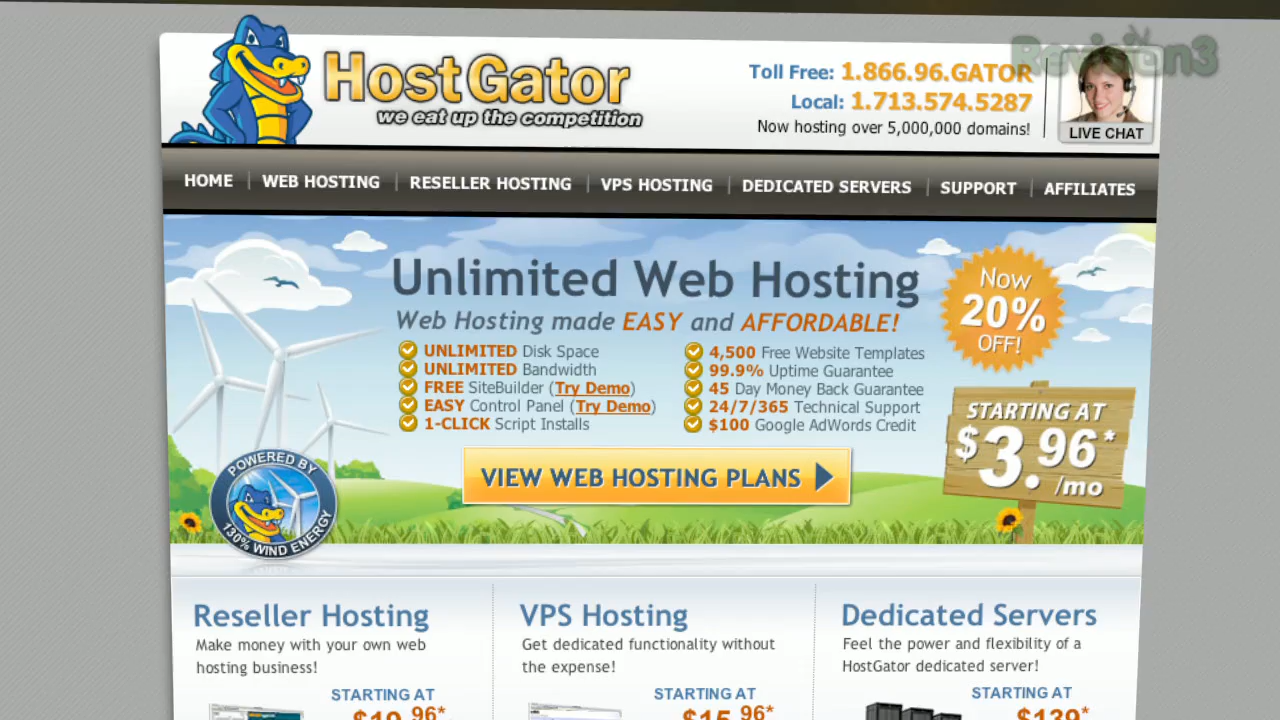 HostGator
we eat up the competition
Revision3
Toll Free: 1.866.96.GATOR
Local: 1.713.574.5287
Now hosting over 5,000,000 domains!
LIVE CHAT
HOME WEB HOSTING RESELLER HOSTING VPS HOSTING DEDICATED SERVERS SUPPORT AFFILIATES
Unlimited Web Hosting
Web Hosting made EASY and AFFORDABLE!
UNLIMITED Disk Space
UNLIMITED Bandwidth
FREE SiteBuilder (Try Demo)
EASY Control Panel (Try Demo)
1-CLICK Script Installs
4,500 Free Website Templates
99.9% Uptime Guarantee
45 Day Money Back Guarantee
24/7/365 Technical Support
$100 Google AdWords Credit
Now
20%
OFF!
STARTING AT
$3.96*
/mo
VIEW WEB HOSTING PLANS
POWERED BY
130% WIND ENERGY
Reseller Hosting
Make money with your own web
hosting business!
STARTING AT
$19.96*
VPS Hosting
Get dedicated functionality without
the expense!
STARTING AT
$15.96*
Dedicated Servers
Feel the power and flexibility of a
HostGator dedicated server!
STARTING AT
$139*